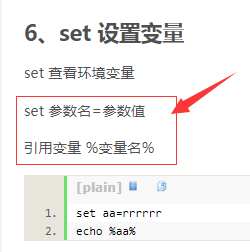 6、set 设置变量
set 查看环境变量
set 参数名=参数值
引用变量 %变量名%
[plain]
1. set aa=rrrrrr
2. echo %aa%